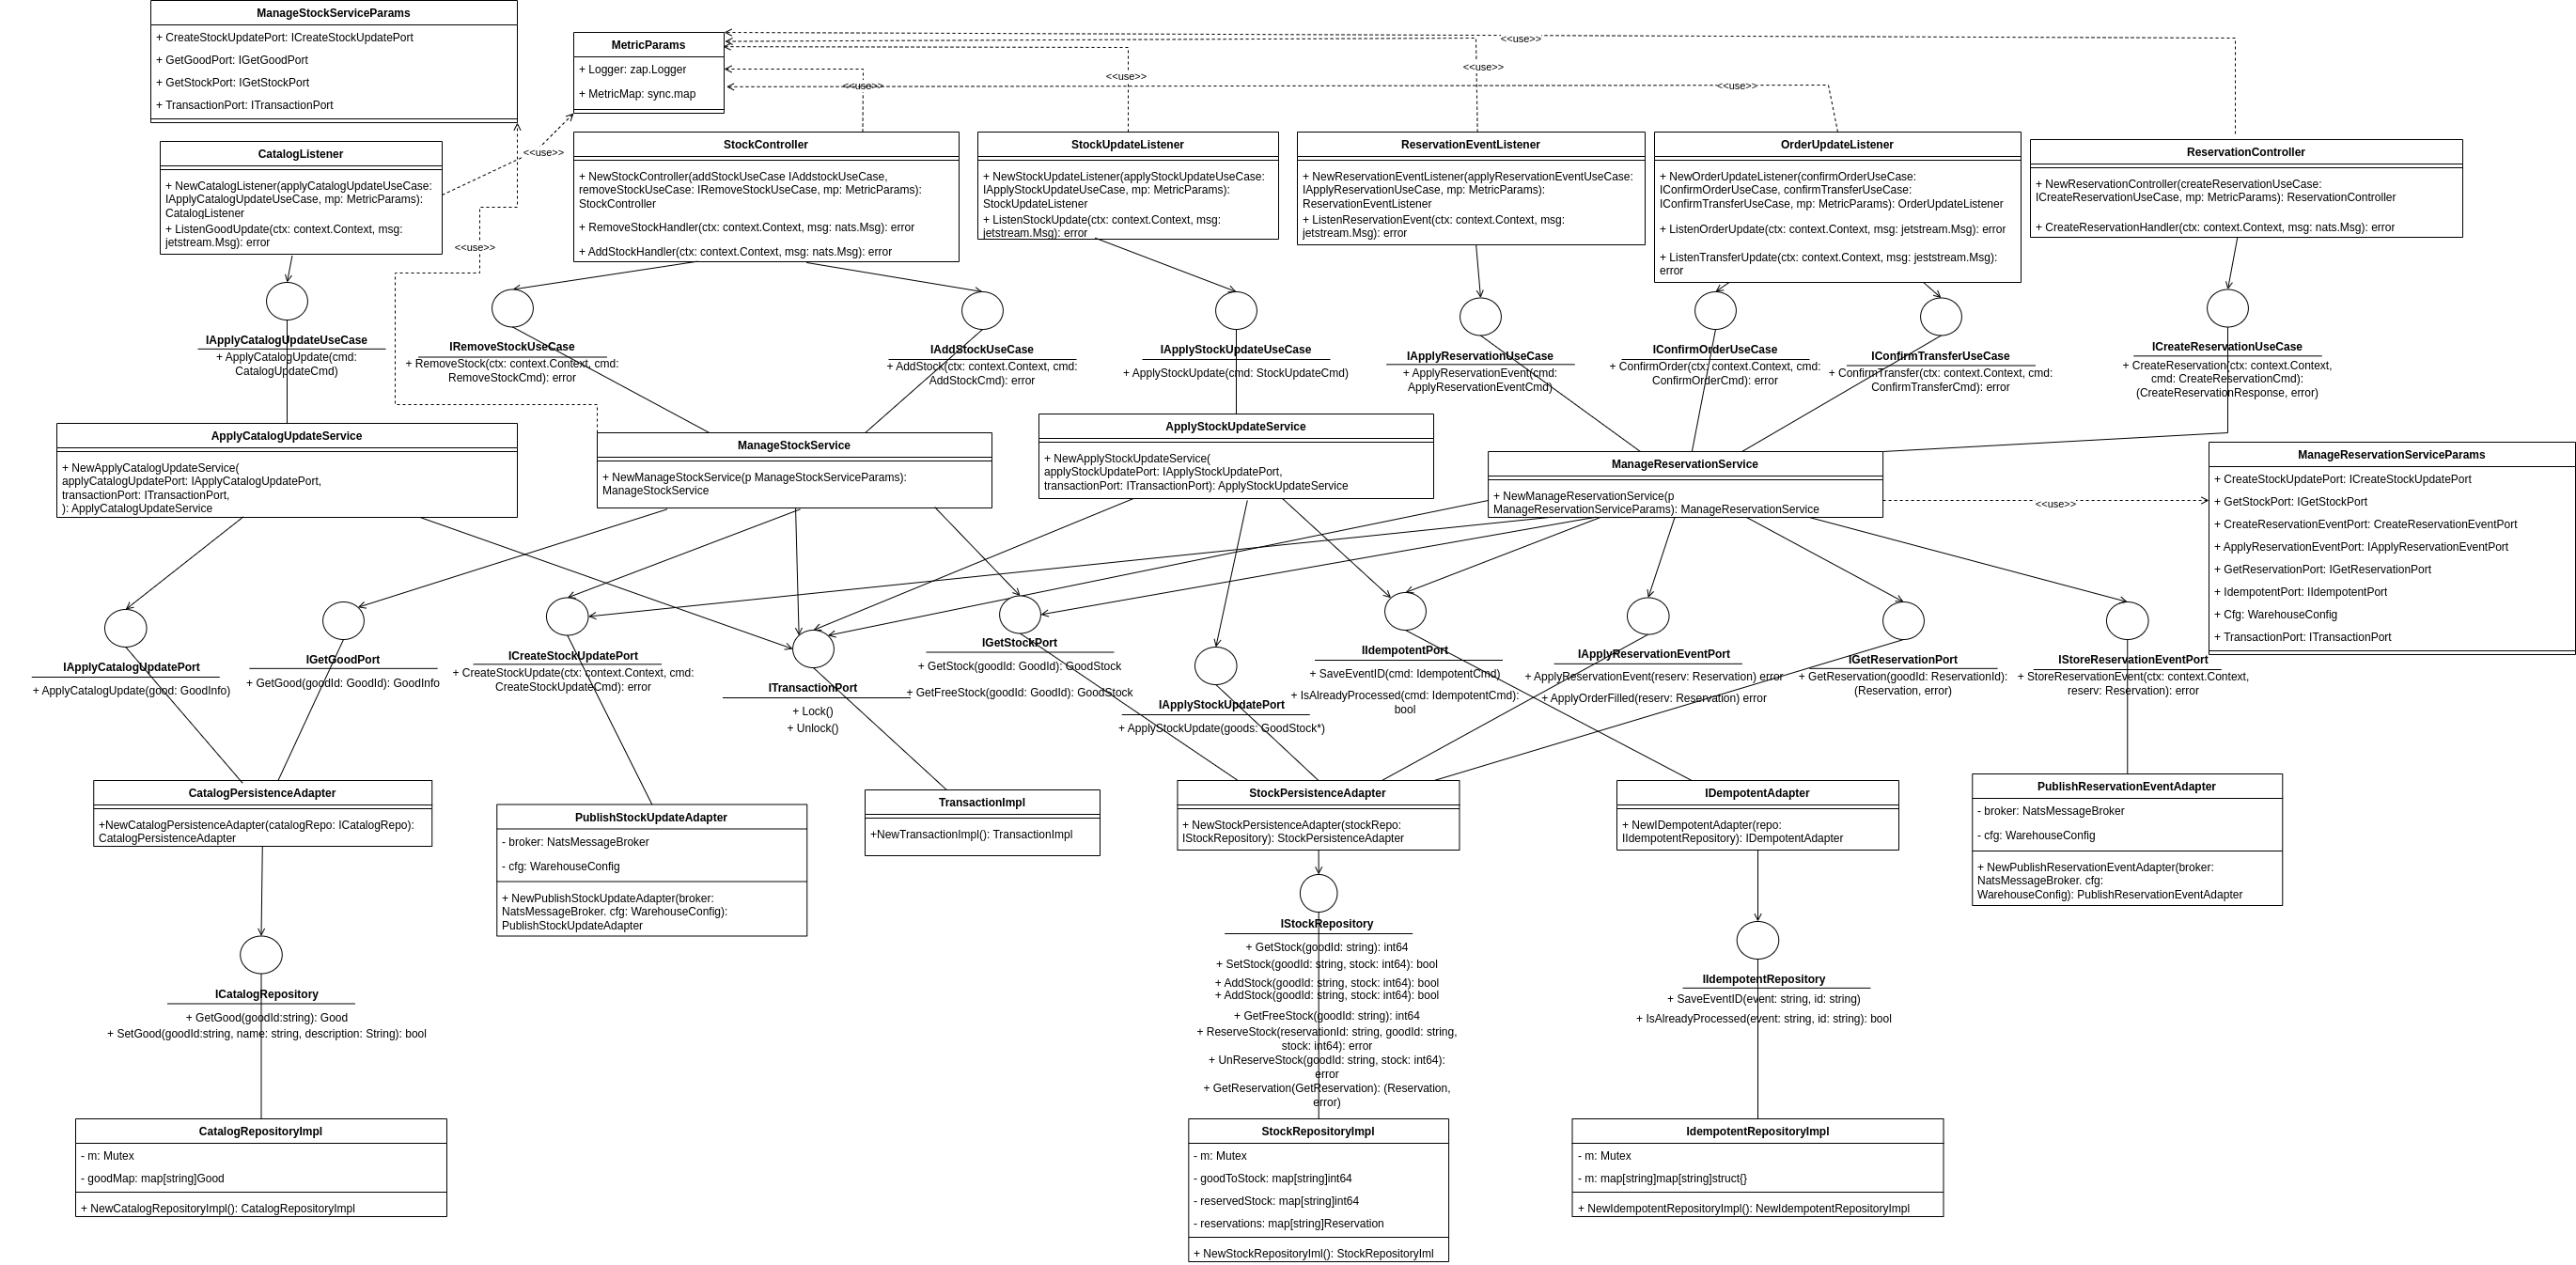 ManageStockServiceParams
+ CreateStockUpdatePort: ICreateStockUpdatePort
+ GetGoodPort: IGetGoodPort
+ GetStockPort: IGetStockPort
+ TransactionPort: ITransactionPort
MetricParams
+ Logger: zap.Logger
+ MetricMap: sync.map
<<use>>
<<use>>
<<use>>
<<use>>
<<use>>
<<use>>
<<use>>
CatalogListener
+ NewCatalogListener(applyCatalogUpdateUseCase:
IApplyCatalogUpdateUseCase, mp: MetricParams):
CatalogListener
+ ListenGoodUpdate(ctx: context.Context, msg:
jetstream.Msg): error
StockController
+ NewStockController(addStockUseCase IAddstockUseCase,
removeStockUseCase: IRemoveStockUseCase, mp: MetricParams):
StockController
+ RemoveStockHandler(ctx: context.Context, msg: nats.Msg): error
+ AddStockHandler(ctx: context.Context, msg: nats.Msg): error
StockUpdateListener
+ NewStockUpdateListener(applyStockUpdateUseCase:
IApplyStockUpdateUseCase, mp: MetricParams):
StockUpdateListener
+ ListenStockUpdate(ctx: context.Context, msg:
jetstream.Msg): error
ReservationEventListener
+ NewReservationEventListener(applyReservationEventUseCase:
IApplyReservationUseCase, mp: MetricParams):
ReservationEventListener
+ ListenReservationEvent(ctx: context.Context, msg:
jetstream.Msg): error
OrderUpdateListener
+ NewOrderUpdateListener(confirmOrderUseCase:
IConfirmOrderUseCase, confirmTransferUseCase:
IConfirmTransferUseCase, mp: MetricParams): OrderUpdateListener
+ ListenOrderUpdate(ctx: context.Context, msg: jetstream.Msg): error
+ ListenTransferUpdate(ctx: context.Context, msg: jeststream.Msg):
error
ReservationController
+ NewReservationController(createReservationUseCase:
ICreateReservationUseCase, mp: MetricParams): ReservationController
+ CreateReservationHandler(ctx: context.Context, msg: nats.Msg): error
IApplyCatalogUpdateUseCase
+ ApplyCatalogUpdate(cmd:
CatalogUpdateCmd)
IRemoveStockUseCase
+ RemoveStock(ctx: context.Context, cmd:
RemoveStockCmd): error
IAddStockUseCase
+ AddStock(ctx: context.Context, cmd:
AddStockCmd): error
IApplyStockUpdateUseCase
+ ApplyStockUpdate(cmd: StockUpdateCmd)
IApplyReservationUseCase
+ ApplyReservationEvent(cmd:
ApplyReservationEventCmd)
IConfirmOrderUseCase
+ ConfirmOrder(ctx: context.Context, cmd:
ConfirmOrderCmd): error
IConfirmTransferUseCase
+ ConfirmTransfer(ctx: context.Context, cmd:
ConfirmTransferCmd): error
ICreateReservationUseCase
+ CreateReservation(ctx: context.Context,
cmd: CreateReservationCmd):
(CreateReservationResponse, error)
ApplyCatalogUpdateService
+ NewApplyCatalogUpdateService(
applyCatalogUpdatePort: IApplyCatalogUpdatePort,
transactionPort: ITransactionPort,
): ApplyCatalogUpdateService
ManageStockService
+ NewManageStockService(p ManageStockServiceParams):
ManageStockService
ApplyStockUpdateService
+ NewApplyStockUpdateService(
applyStockUpdatePort: IApplyStockUpdatePort,
transactionPort: ITransactionPort): ApplyStockUpdateService
ManageReservationService
+ NewManageReservationService(p
ManageReservationServiceParams): ManageReservationService
<<use>>
ManageReservationServiceParams
+ CreateStockUpdatePort: ICreateStockUpdatePort
+ GetStockPort: IGetStockPort
+ CreateReservationEventPort: CreateReservationEventPort
+ ApplyReservationEventPort: IApplyReservationEventPort
+ GetReservationPort: IGetReservationPort
+ IdempotentPort: IIdempotentPort
+ Cfg: WarehouseConfig
+ TransactionPort: ITransactionPort
IApplyCatalogUpdatePort
+ ApplyCatalogUpdate(good: GoodInfo)
IGetGoodPort
+ GetGood(goodId: GoodId): GoodInfo
ICreateStockUpdatePort
+ CreateStockUpdate(ctx: context.Context, cmd:
CreateStockUpdateCmd): error
ITransactionPort
+ Lock()
+ Unlock()
IGetStockPort
+ GetStock(goodId: GoodId): GoodStock
+ GetFreeStock(goodId: GoodId): GoodStock
IApplyStockUpdatePort
+ ApplyStockUpdate(goods: GoodStock*)
IIdempotentPort
+ SaveEventID(cmd: IdempotentCmd)
+ IsAlreadyProcessed(cmd: IdempotentCmd):
bool
IApplyReservationEventPort
+ ApplyReservationEvent(reserv: Reservation) error
+ ApplyOrderFilled(reserv: Reservation) error
IGetReservationPort
+ GetReservation(goodId: ReservationId):
(Reservation, error)
IStoreReservationEventPort
+ StoreReservationEvent(ctx: context.Context,
reserv: Reservation): error
CatalogPersistenceAdapter
+NewCatalogPersistenceAdapter(catalogRepo: ICatalogRepo):
CatalogPersistenceAdapter
PublishStockUpdateAdapter
- broker: NatsMessageBroker
- cfg: WarehouseConfig
+ NewPublishStockUpdateAdapter(broker:
NatsMessageBroker. cfg: WarehouseConfig):
PublishStockUpdateAdapter
TransactionImpl
+NewTransactionImpl(): TransactionImpl
StockPersistenceAdapter
+ NewStockPersistenceAdapter(stockRepo:
IStockRepository): StockPersistenceAdapter
IDempotentAdapter
+ NewIDempotentAdapter(repo:
IIdempotentRepository): IDempotentAdapter
PublishReservationEventAdapter
- broker: NatsMessageBroker
- cfg: WarehouseConfig
+ NewPublishReservationEventAdapter(broker:
NatsMessageBroker. cfg:
WarehouseConfig): PublishReservationEventAdapter
ICatalogRepository
+ GetGood(goodId:string): Good
+ SetGood(goodId:string, name: string, description: String): bool
IStockRepository
+ GetStock(goodId: string): int64
+ SetStock(goodId: string, stock: int64): bool
+ AddStock(goodId: string, stock: int64): bool
+ AddStock(goodId: string, stock: int64): bool
+ GetFreeStock(goodId: string): int64
+ ReserveStock(reservationId: string, goodId: string,
stock: int64): error
+ UnReserveStock(goodId: string, stock: int64):
error
+ GetReservation(GetReservation): (Reservation,
error)
IIdempotentRepository
+ SaveEventID(event: string, id: string)
+ IsAlreadyProcessed(event: string, id: string): bool
CatalogRepositoryImpl
- m: Mutex
- goodMap: map[string]Good
+ NewCatalogRepositoryImpl(): CatalogRepositoryImpl
StockRepositoryImpl
- m: Mutex
- goodToStock: map[string]int64
- reservedStock: map[string]int64
- reservations: map[string]Reservation
+ NewStockRepositoryIml(): StockRepositoryIml
IdempotentRepositoryImpl
- m: Mutex
- m: map[string]map[string]struct{}
+ NewIdempotentRepositoryImpl(): NewIdempotentRepositoryImpl